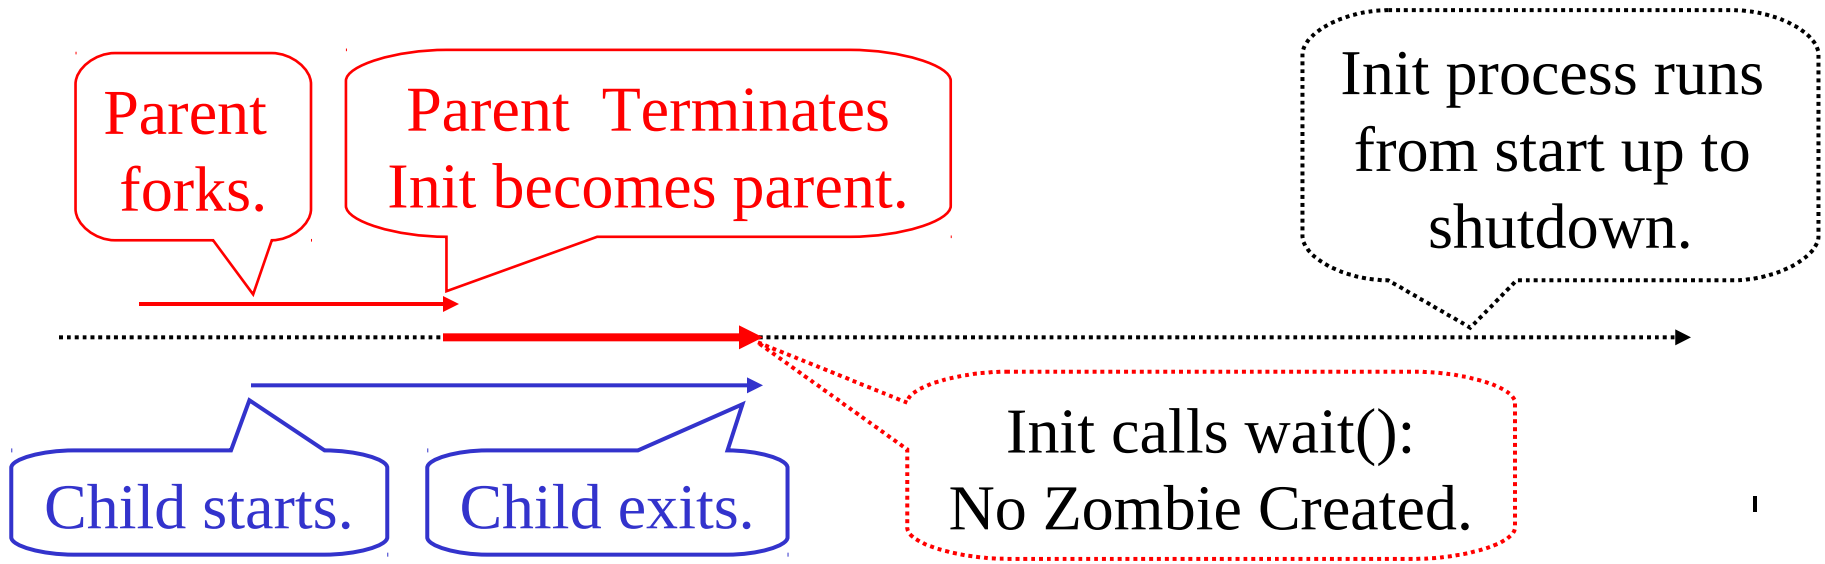 Parent
forks.
Parent  Terminates
Init becomes parent.
Init process runs
from start up to
shutdown.
Child starts.
Child exits.
Init calls wait():
No Zombie Created.